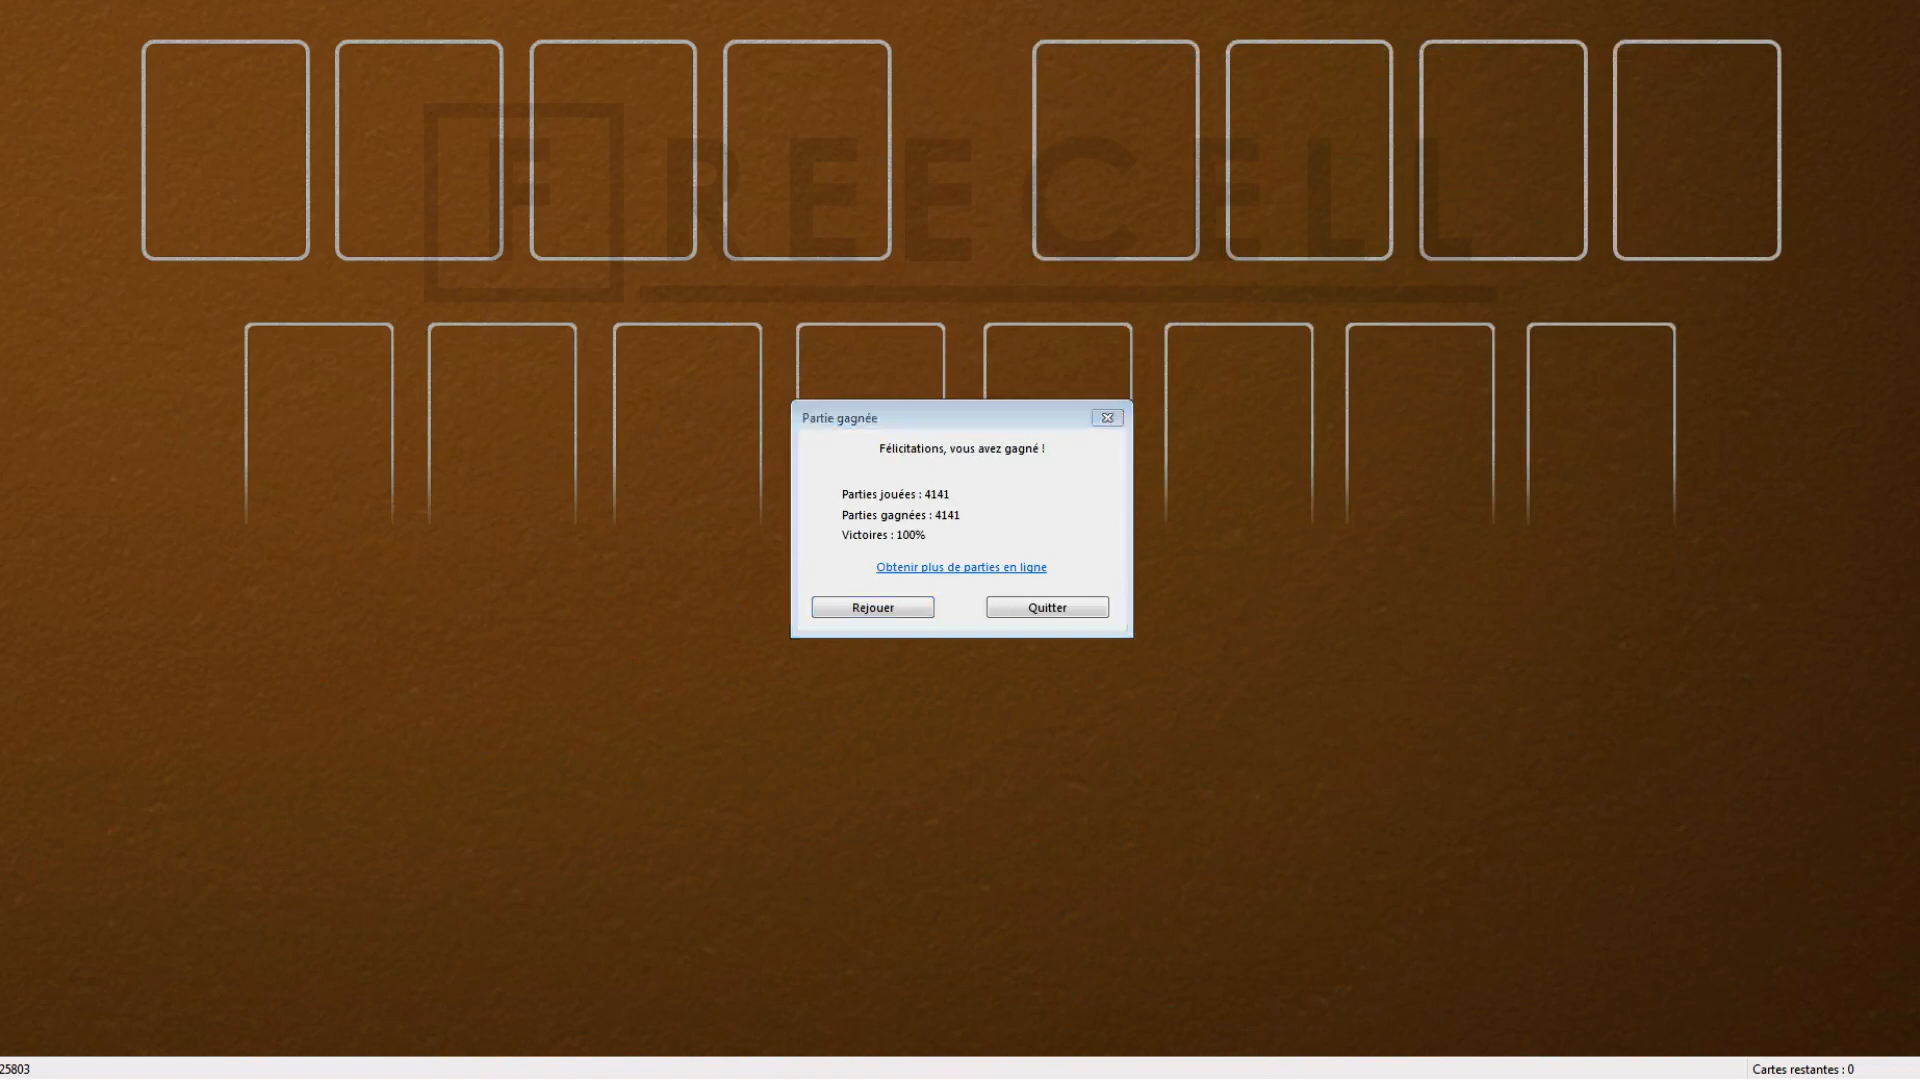 FREECELL
Partie gagnée
Félicitations, vous avez gagné !
Parties jouées : 4141
Parties gagnées : 4141
Victoires : 100%
Obtenir plus de parties en ligne
Rejouer Quitter
25803 Cartes restantes : 0